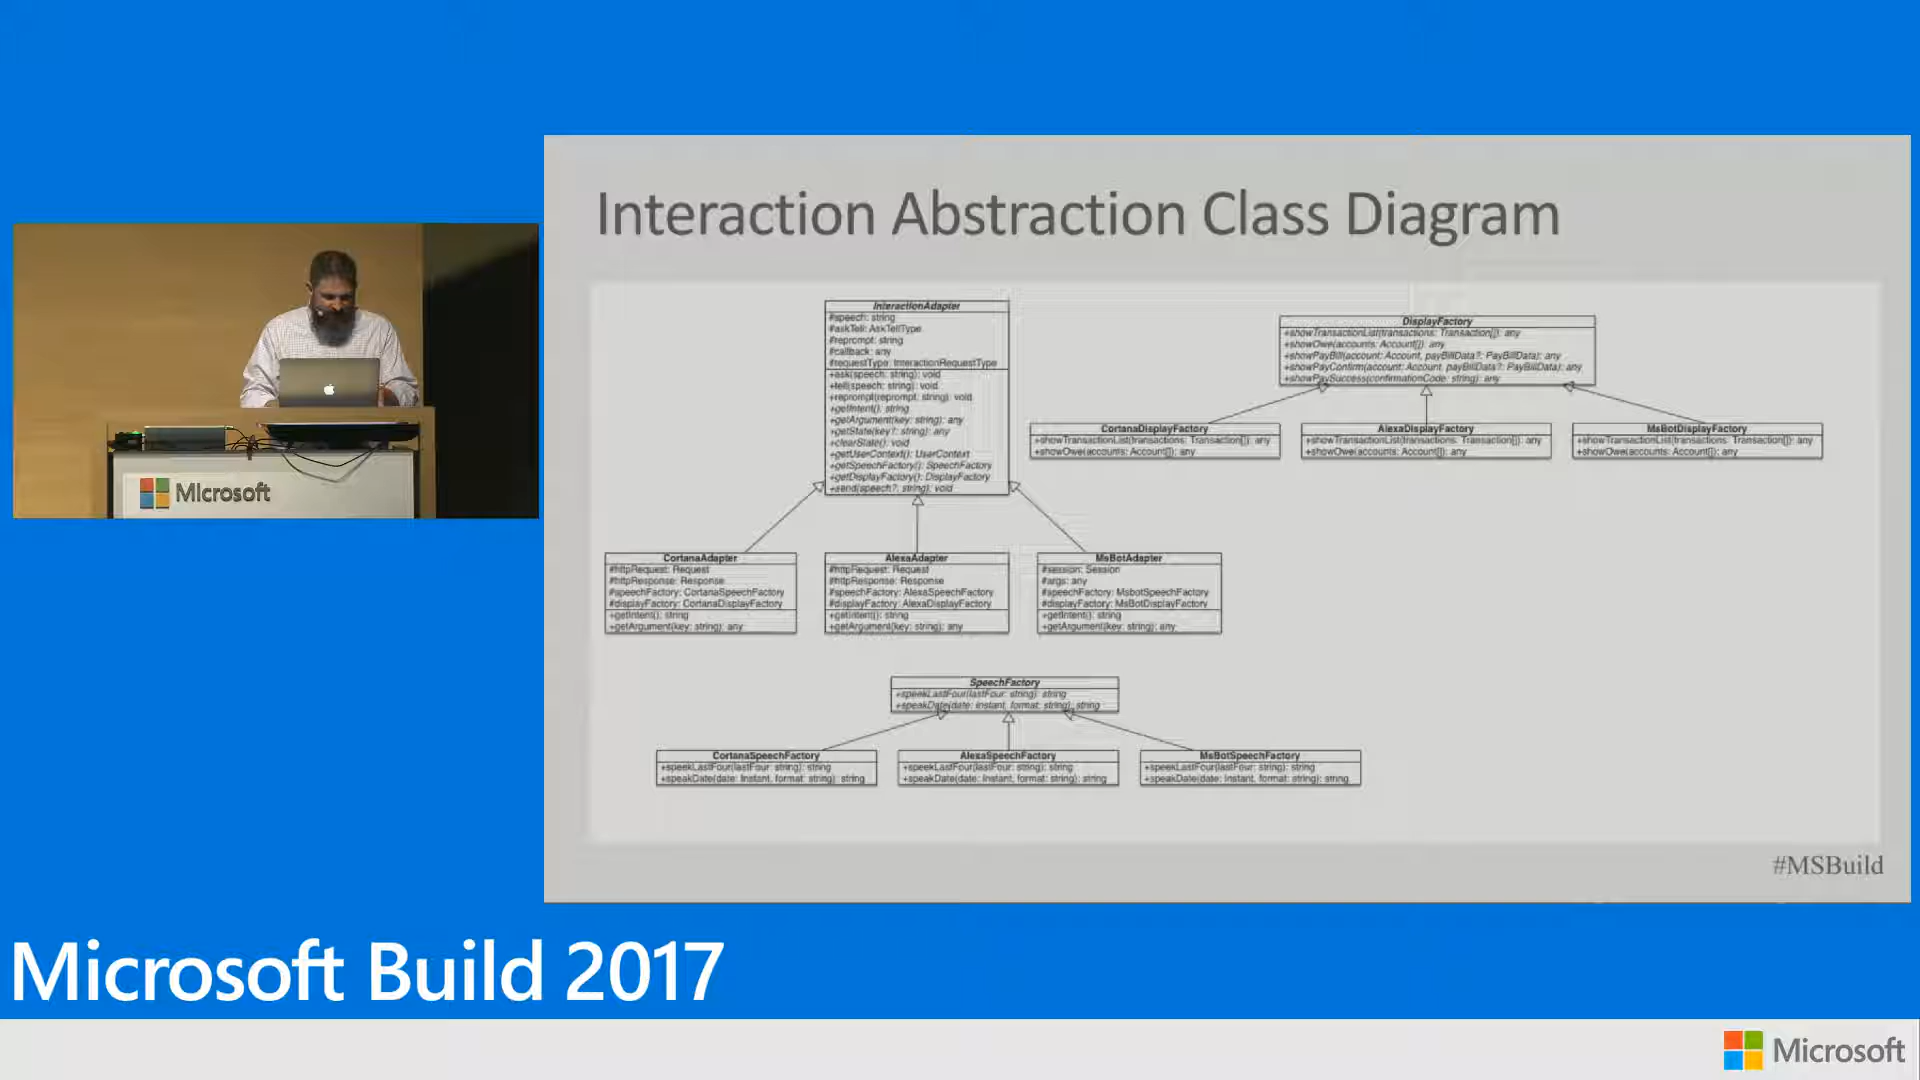 Interaction Abstraction Class Diagram
InteractionAdapter
#speech: string
#askTell: AskTellType
#reprompt: string
#callback: any
#requestType: InteractionRequestType
+ask(speech: string): void
+tell(speech: string): void
+reprompt(reprompt: string): void
+getIntent(): string
+getArgument(key: string): any
+getState(key?: string): any
+clearState(): void
+getUserContext(): UserContext
+getSpeechFactory(): SpeechFactory
+getDisplayFactory(): DisplayFactory
+send(speech?: string): void
DisplayFactory
+showTransactionList(transactions: Transaction[]): any
+showOwe(accounts: Account[]): any
+showPayBill(account: Account, payBillData?: PayBillData): any
+showPayConfirm(account: Account, payBillData?: PayBillData): any
+showPaySuccess(confirmationCode: string): any
CortanaDisplayFactory
+showTransactionList(transactions: Transaction[]): any
+showOwe(accounts: Account[]): any
AlexaDisplayFactory
+showTransactionList(transactions: Transaction[]): any
+showOwe(accounts: Account[]): any
MsBotDisplayFactory
+showTransactionList(transactions: Transaction[]): any
+showOwe(accounts: Account[]): any
CortanaAdapter
#httpRequest: Request
#httpResponse: Response
#speechFactory: CortanaSpeechFactory
#displayFactory: CortanaDisplayFactory
+getIntent(): string
+getArgument(key: string): any
AlexaAdapter
#httpRequest: Request
#httpResponse: Response
#speechFactory: AlexaSpeechFactory
#displayFactory: AlexaDisplayFactory
+getIntent(): string
+getArgument(key: string): any
MsBotAdapter
#session: Session
#args: any
#speechFactory: MsbotSpeechFactory
#displayFactory: MsBotDisplayFactory
+getIntent(): string
+getArgument(key: string): any
SpeechFactory
+speekLastFour(lastFour: string): string
+speakDate(date: Instant, format: string): string
CortanaSpeechFactory
+speekLastFour(lastFour: string): string
+speakDate(date: Instant, format: string): string
AlexaSpeechFactory
+speekLastFour(lastFour: string): string
+speakDate(date: Instant, format: string): string
MsBotSpeechFactory
+speekLastFour(lastFour: string): string
+speakDate(date: Instant, format: string): string
#MSBuild
Microsoft
Microsoft Build 2017
Microsoft